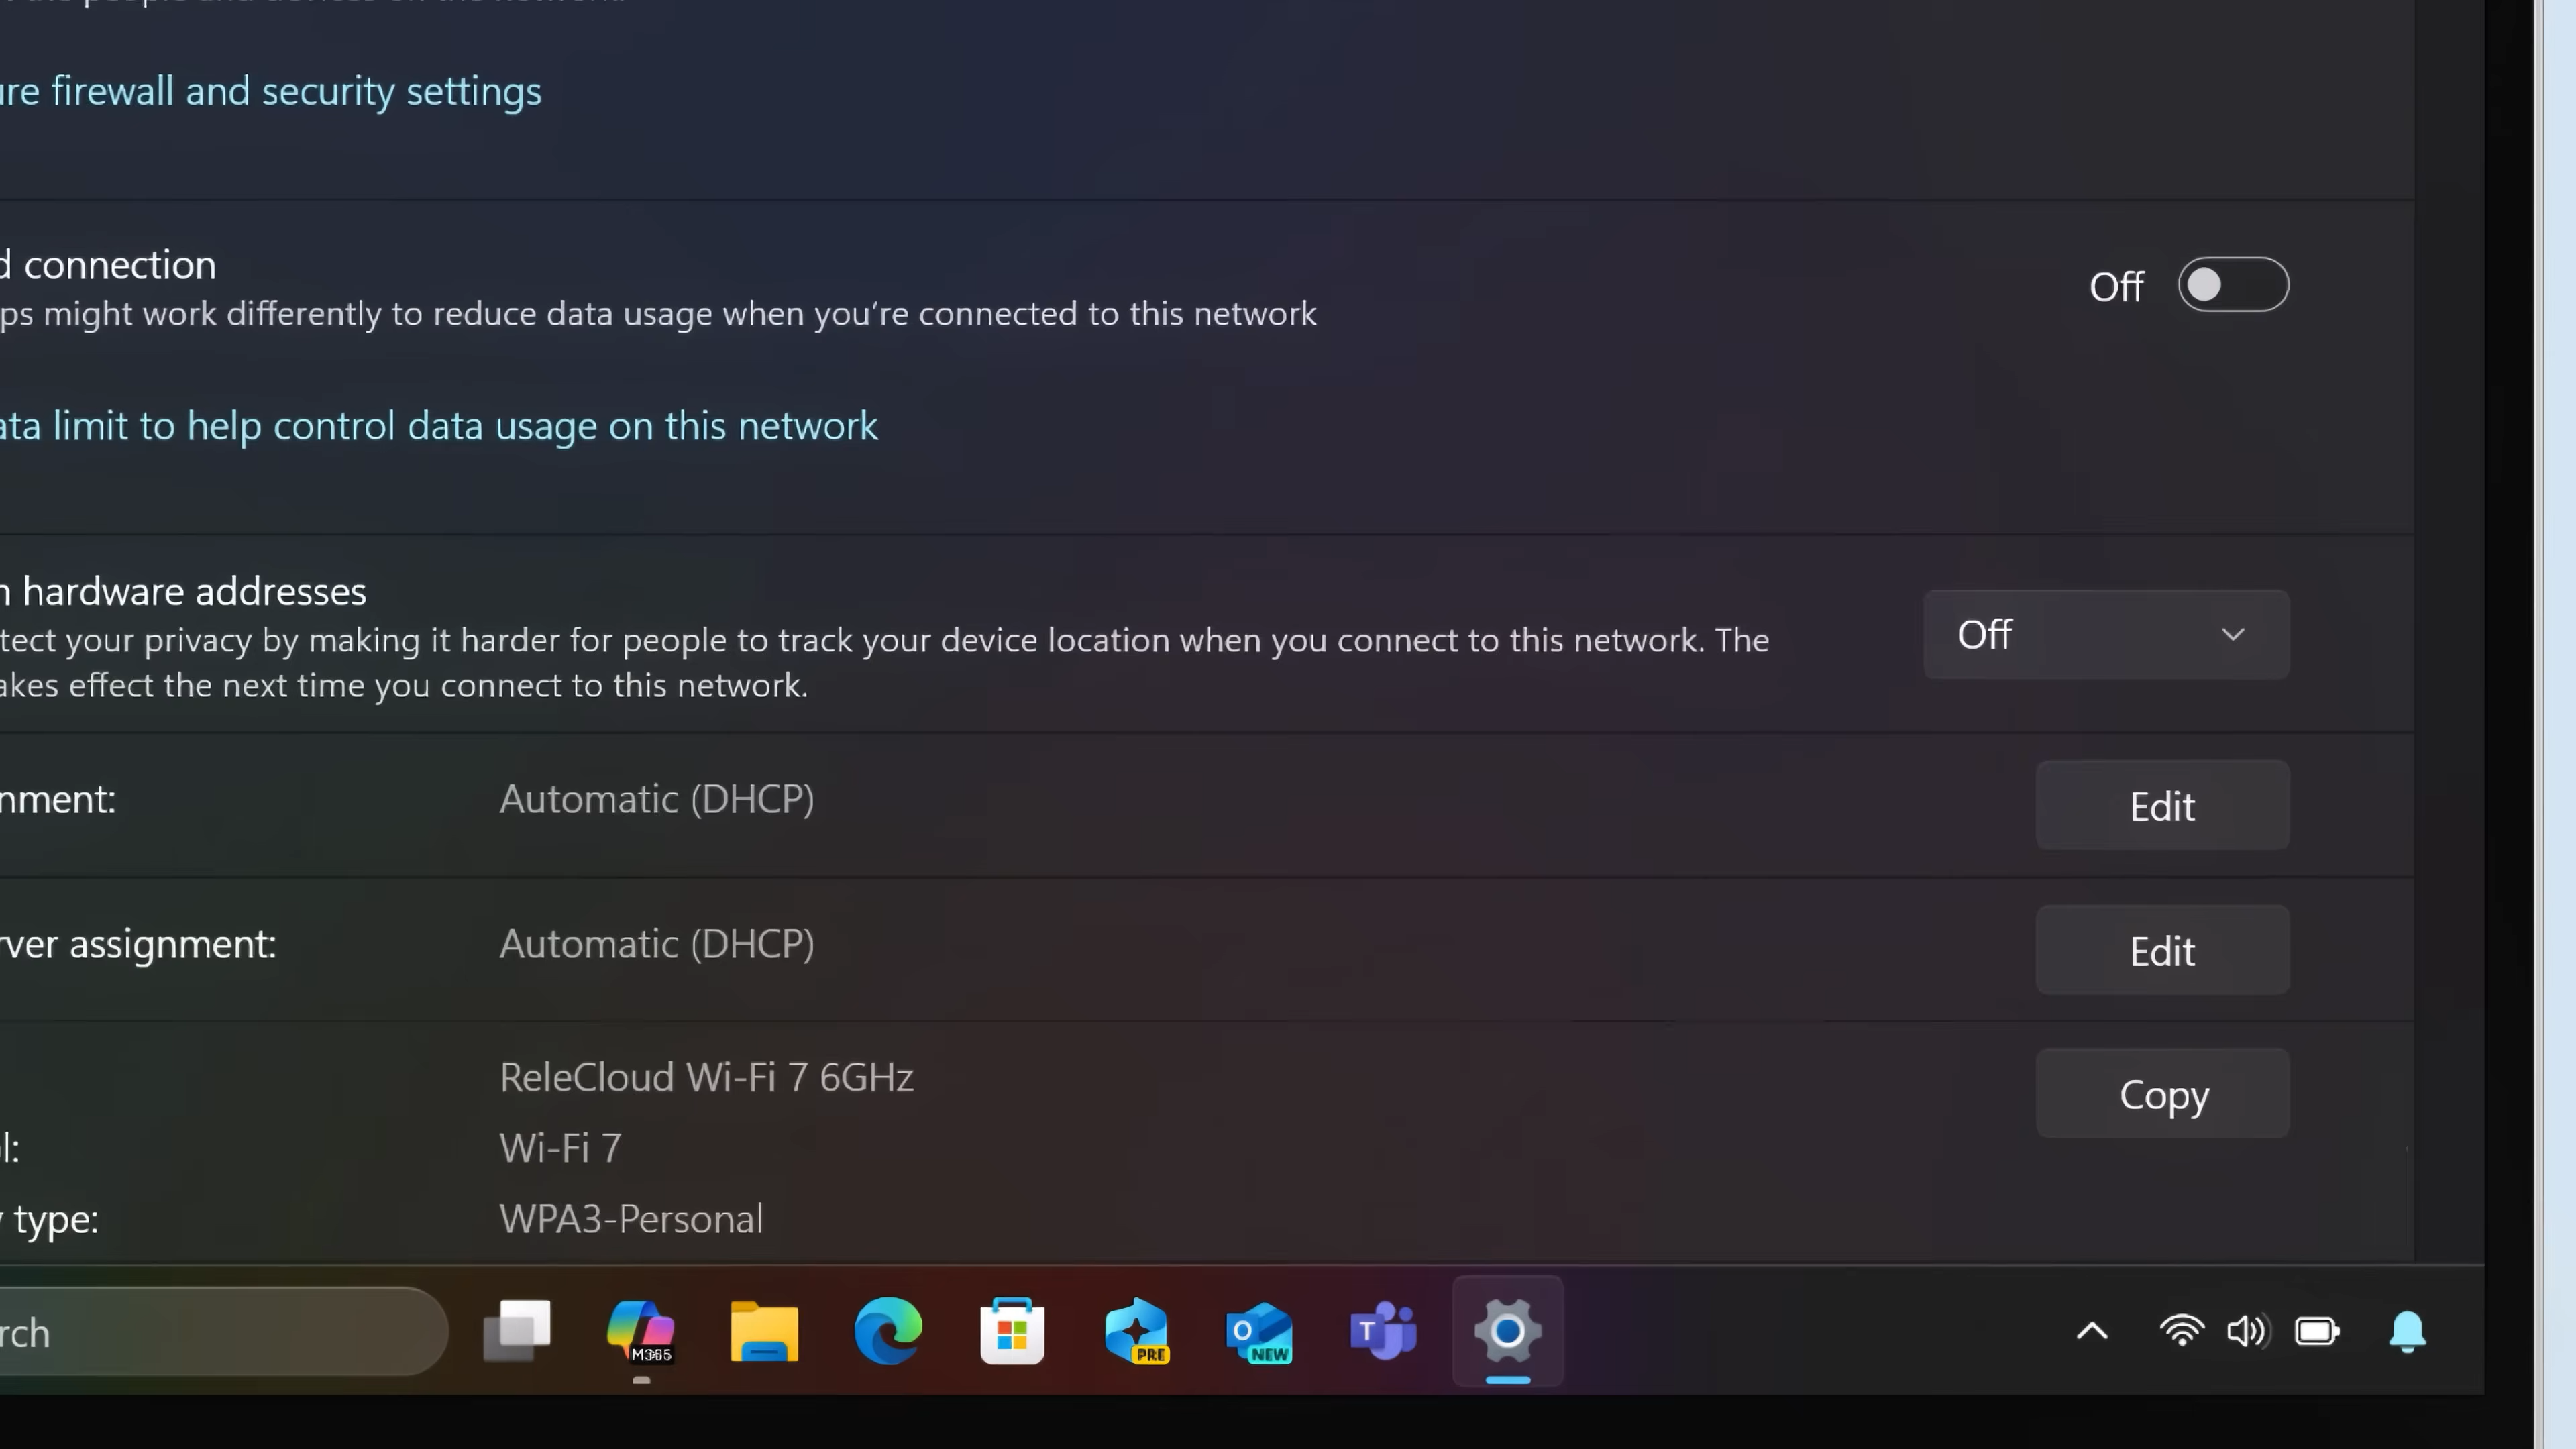 ure firewall and security settings
d connection
Off
ps might work differently to reduce data usage when you're connected to this network
ata limit to help control data usage on this network
n hardware addresses
tect your privacy by making it harder for people to track your device location when you connect to this network. The
akes effect the next time you connect to this network.
Off
nment:
Automatic (DHCP)
Edit
rver assignment:
Automatic (DHCP)
Edit
ReleCloud Wi-Fi 7 6GHz
Copy
ol:
Wi-Fi 7
y type:
WPA3-Personal
rch
M365
PRE
O
NEW
T